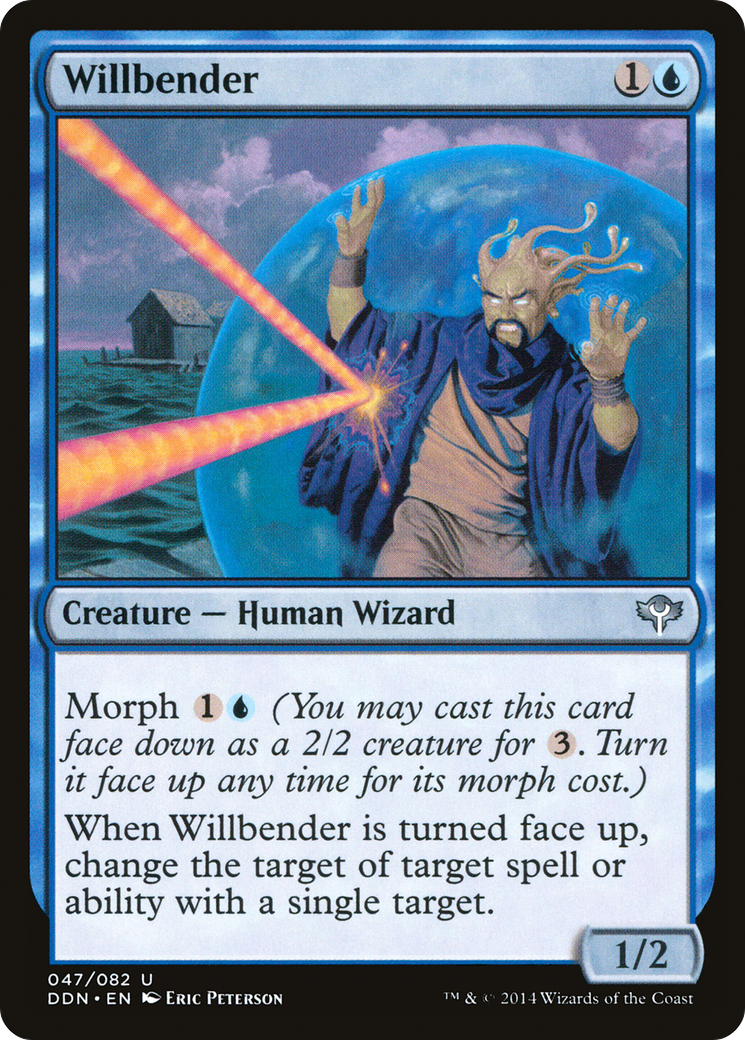 Willbender 1
Creature — Human Wizard
Morph 1 (You may cast this card
face down as a 2/2 creature for 3. Turn
it face up any time for its morph cost.)
When Willbender is turned face up,
change the target of target spell or
ability with a single target.
1/2
047/082 U
DDN • EN Eric Peterson
™ & © 2014 Wizards of the Coast